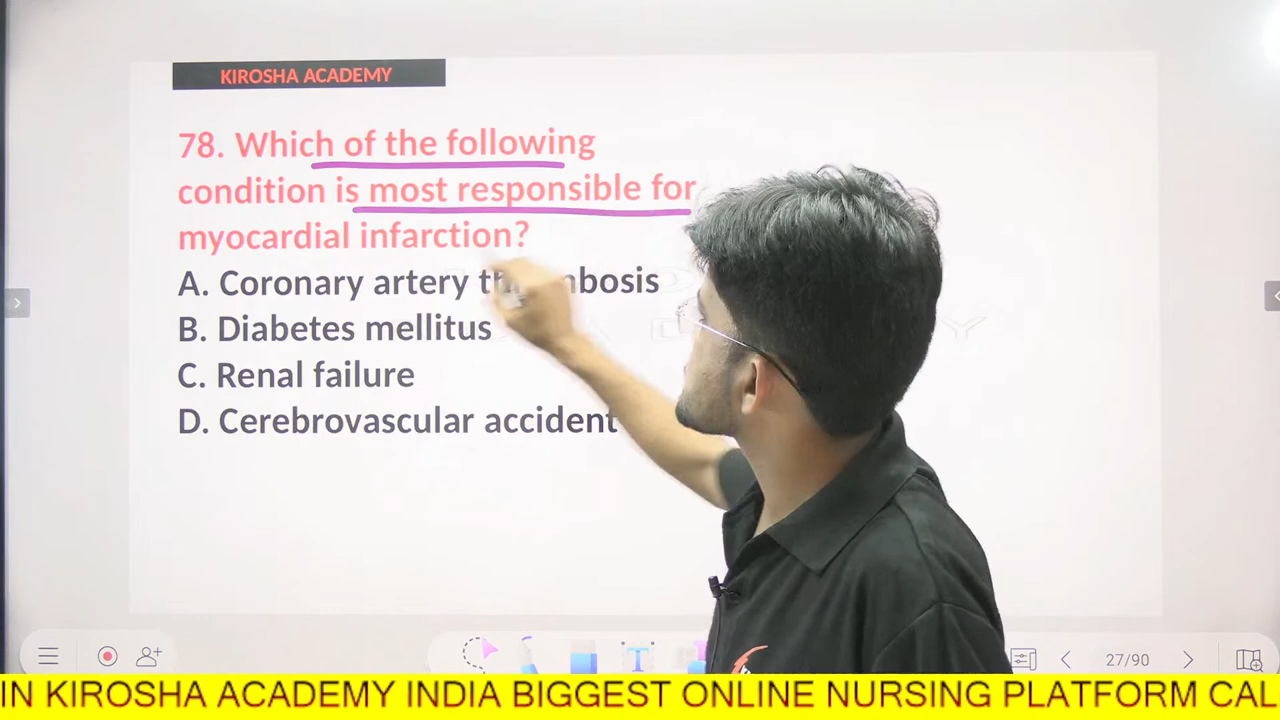 KIROSHA ACADEMY
78. Which of the following
condition is most responsible for
myocardial infarction?
A. Coronary artery
B. Diabetes mellitus
C. Renal failure
D. Cerebrovascular accident
27/90
IN KIROSHA ACADEMY INDIA BIGGEST ONLINE NURSING PLATFORM CAL